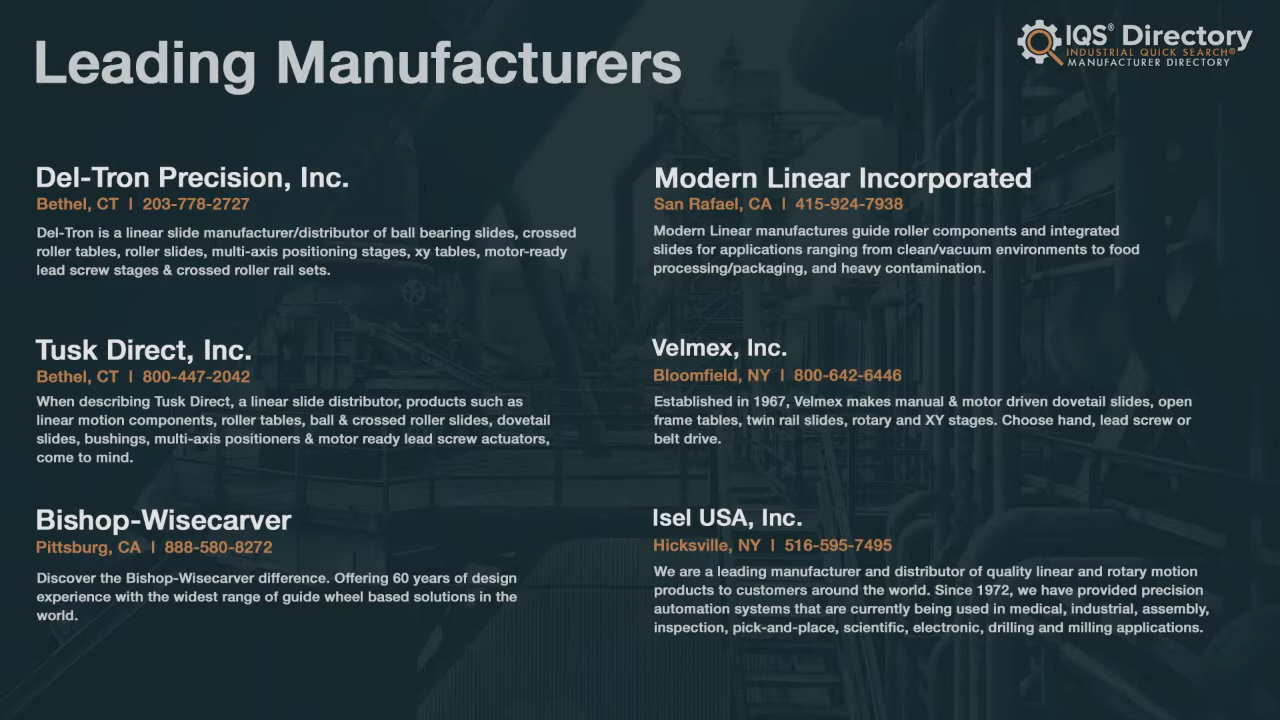 Leading Manufacturers
IQS® Directory
INDUSTRIAL QUICK SEARCH®
MANUFACTURER DIRECTORY
Del-Tron Precision, Inc.
Bethel, CT | 203-778-2727
Del-Tron is a linear slide manufacturer/distributor of ball bearing slides, crossed
roller tables, roller slides, multi-axis positioning stages, xy tables, motor-ready
lead screw stages & crossed roller rail sets.
Modern Linear Incorporated
San Rafael, CA | 415-924-7938
Modern Linear manufactures guide roller components and integrated
slides for applications ranging from clean/vacuum environments to food
processing/packaging, and heavy contamination.
Tusk Direct, Inc.
Bethel, CT | 800-447-2042
When describing Tusk Direct, a linear slide distributor, products such as
linear motion components, roller tables, ball & crossed roller slides, dovetail
slides, bushings, multi-axis positioners & motor ready lead screw actuators,
come to mind.
Velmex, Inc.
Bloomfield, NY | 800-642-6446
Established in 1967, Velmex makes manual & motor driven dovetail slides, open
frame tables, twin rail slides, rotary and XY stages. Choose hand, lead screw or
belt drive.
Bishop-Wisecarver
Pittsburg, CA | 888-580-8272
Discover the Bishop-Wisecarver difference. Offering 60 years of design
experience with the widest range of guide wheel based solutions in the
world.
Isel USA, Inc.
Hicksville, NY | 516-595-7495
We are a leading manufacturer and distributor of quality linear and rotary motion
products to customers around the world. Since 1972, we have provided precision
automation systems that are currently being used in medical, industrial, assembly,
inspection, pick-and-place, scientific, electronic, drilling and milling applications.